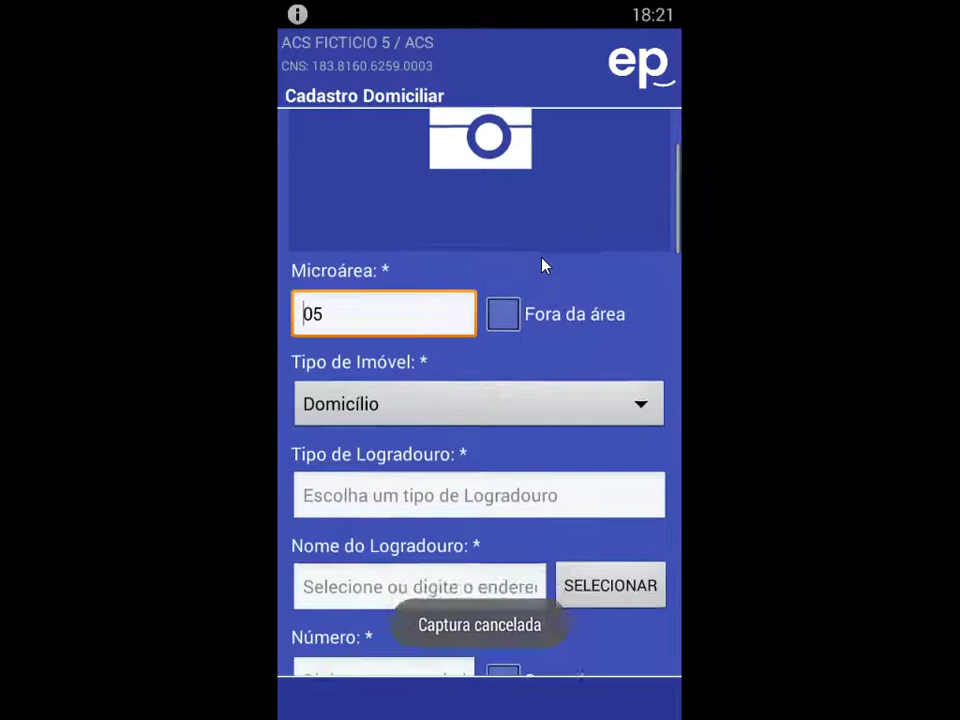 18:21
ACS FICTICIO 5 / ACS
CNS: 183.8160.6259.0003
ep
Cadastro Domiciliar
Microárea: *
05
Fora da área
Tipo de Imóvel: *
Domicílio
Tipo de Logradouro: *
Escolha um tipo de Logradouro
Nome do Logradouro: *
Selecione ou digite o endere
SELECIONAR
Captura cancelada
Número: *